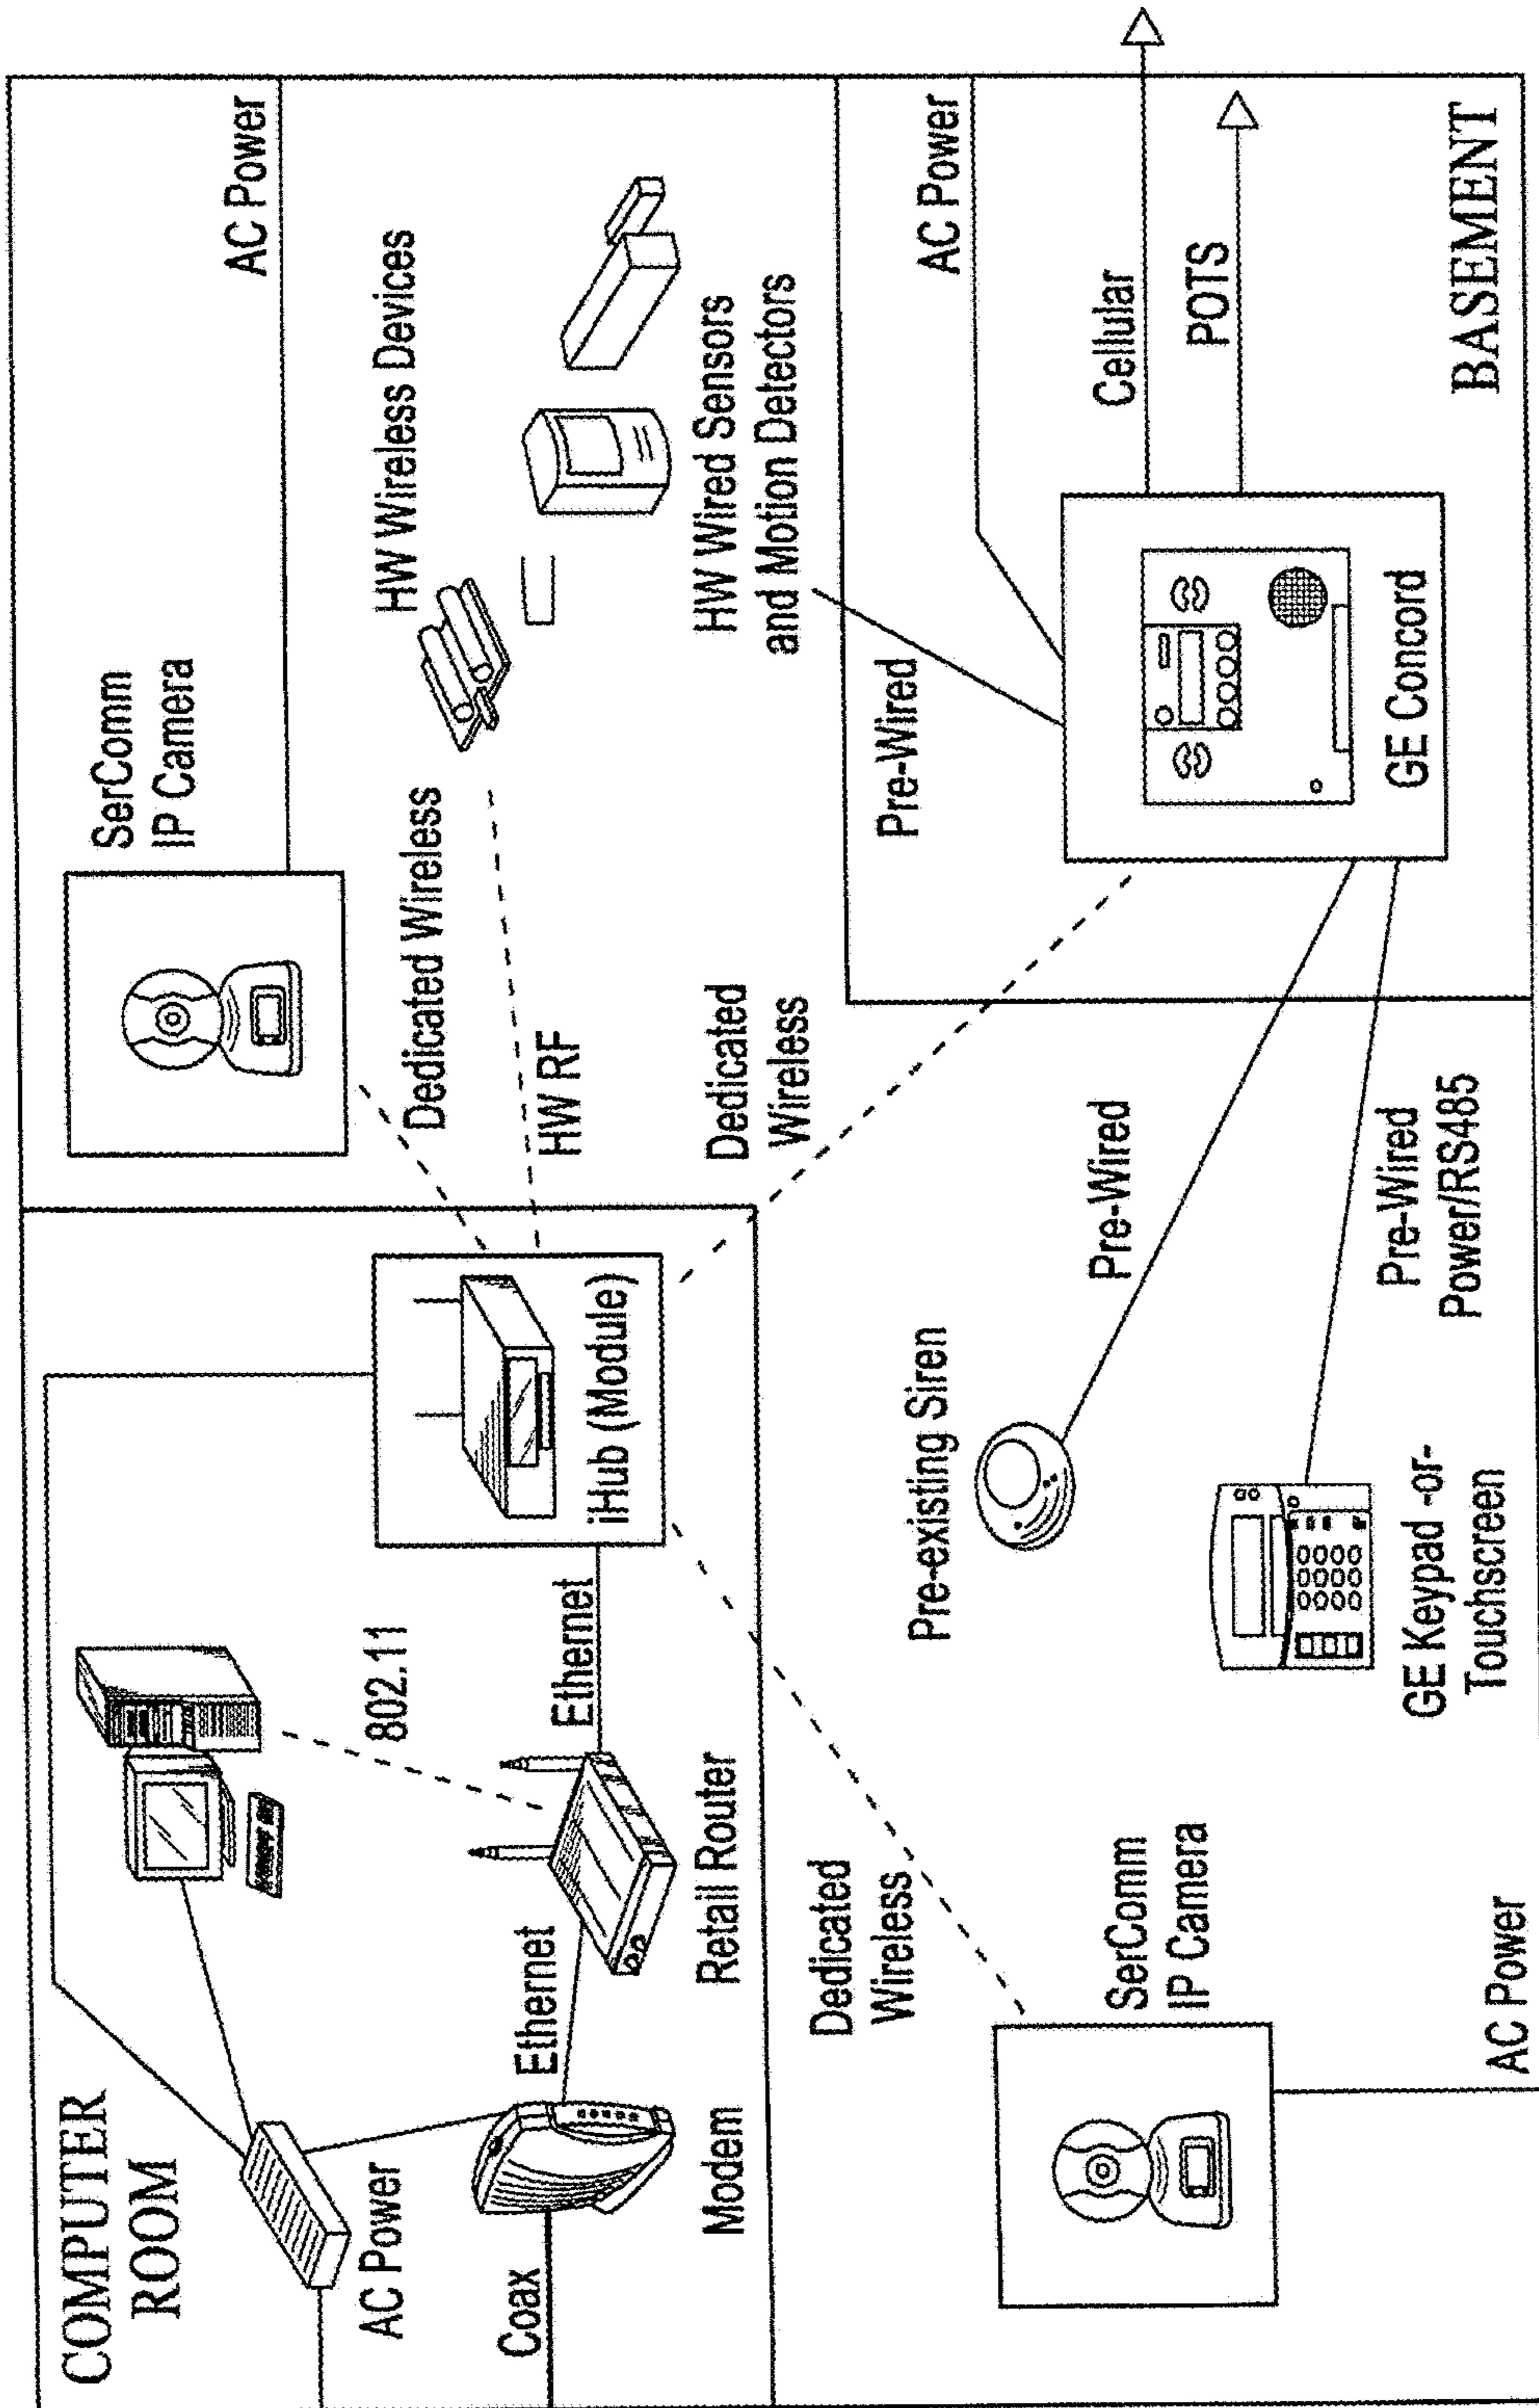 COMPUTER
ROOM
AC Power
Coax
Modem
Ethernet
Retail Router
802.11
Ethernet
iHub (Module)
SerComm
IP Camera
AC Power
Dedicated Wireless
HW RF
HW Wireless Devices
HW Wired Sensors
and Motion Detectors
Dedicated
Wireless
Dedicated
Wireless
SerComm
IP Camera
AC Power
Pre-existing Siren
Pre-Wired
GE Keypad -or-
Touchscreen
Pre-Wired
Power/RS485
Pre-Wired
AC Power
Cellular
POTS
GE Concord
BASEMENT